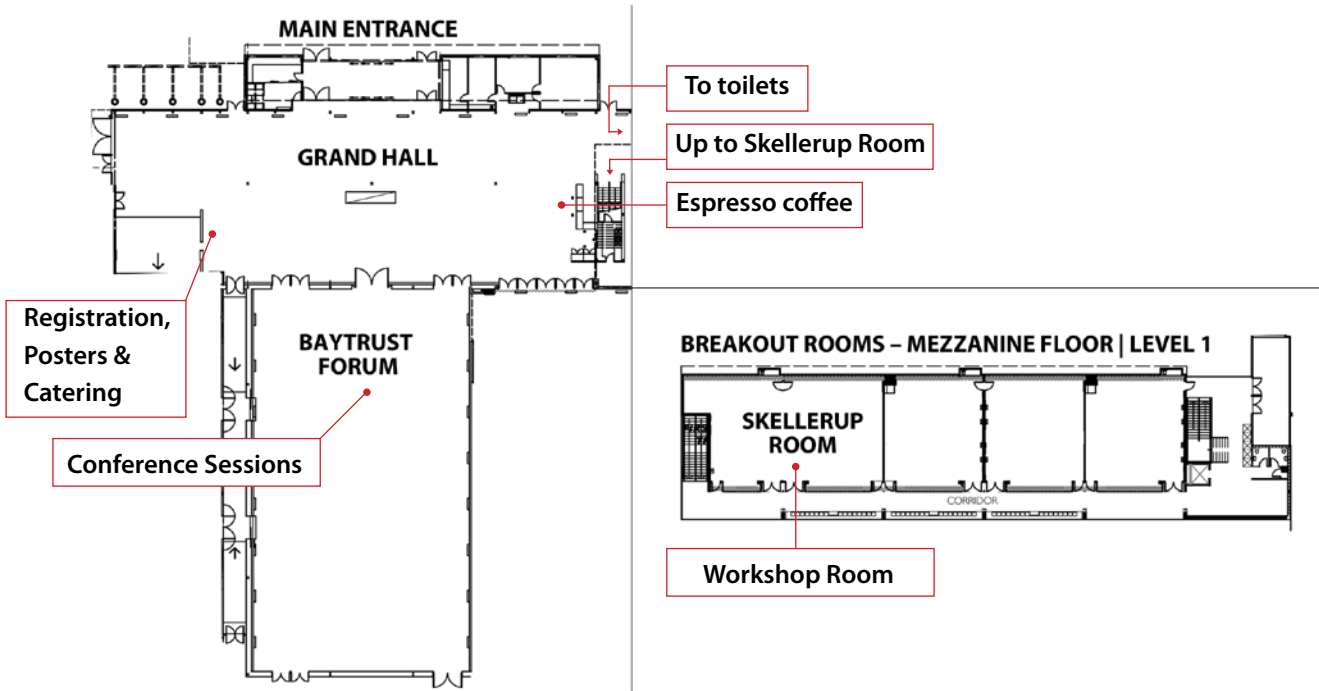 MAIN ENTRANCE
To toilets
Up to Skellerup Room
GRAND HALL
Espresso coffee
Registration,
Posters &
Catering
BAYTRUST
FORUM
Conference Sessions
BREAKOUT ROOMS – MEZZANINE FLOOR | LEVEL 1
SKELLERUP
ROOM
CORRIDOR
Workshop Room